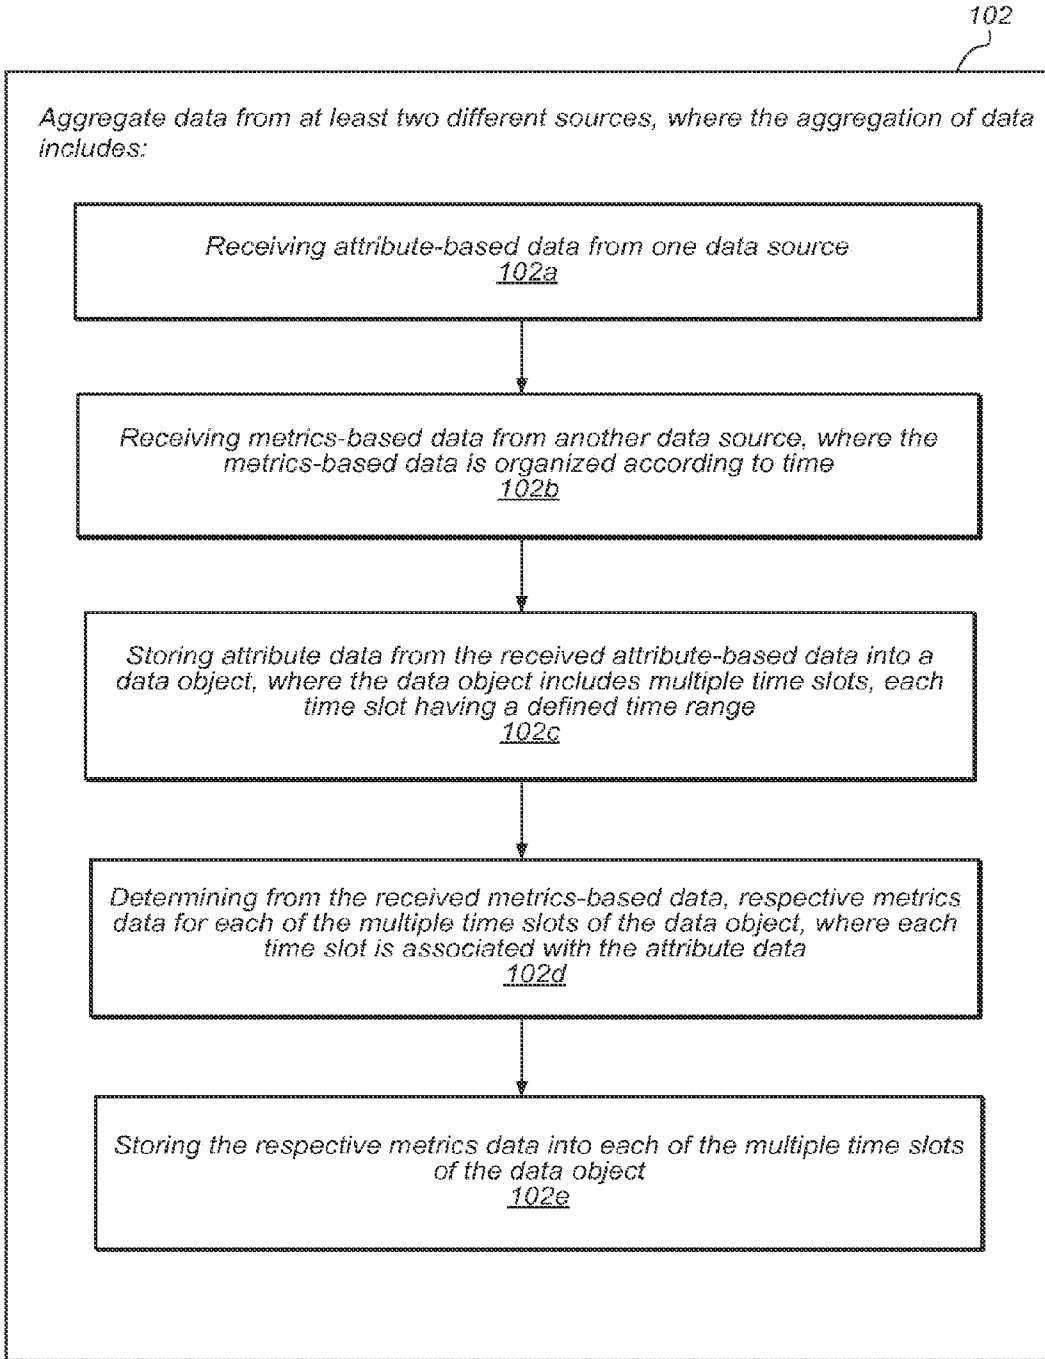 102
Aggregate data from at least two different sources, where the aggregation of data
includes:
Receiving attribute-based data from one data source
102a
Receiving metrics-based data from another data source, where the
metrics-based data is organized according to time
102b
Storing attribute data from the received attribute-based data into a
data object, where the data object includes multiple time slots, each
time slot having a defined time range
102c
Determining from the received metrics-based data, respective metrics
data for each of the multiple time slots of the data object, where each
time slot is associated with the attribute data
102d
Storing the respective metrics data into each of the multiple time slots
of the data object
102e